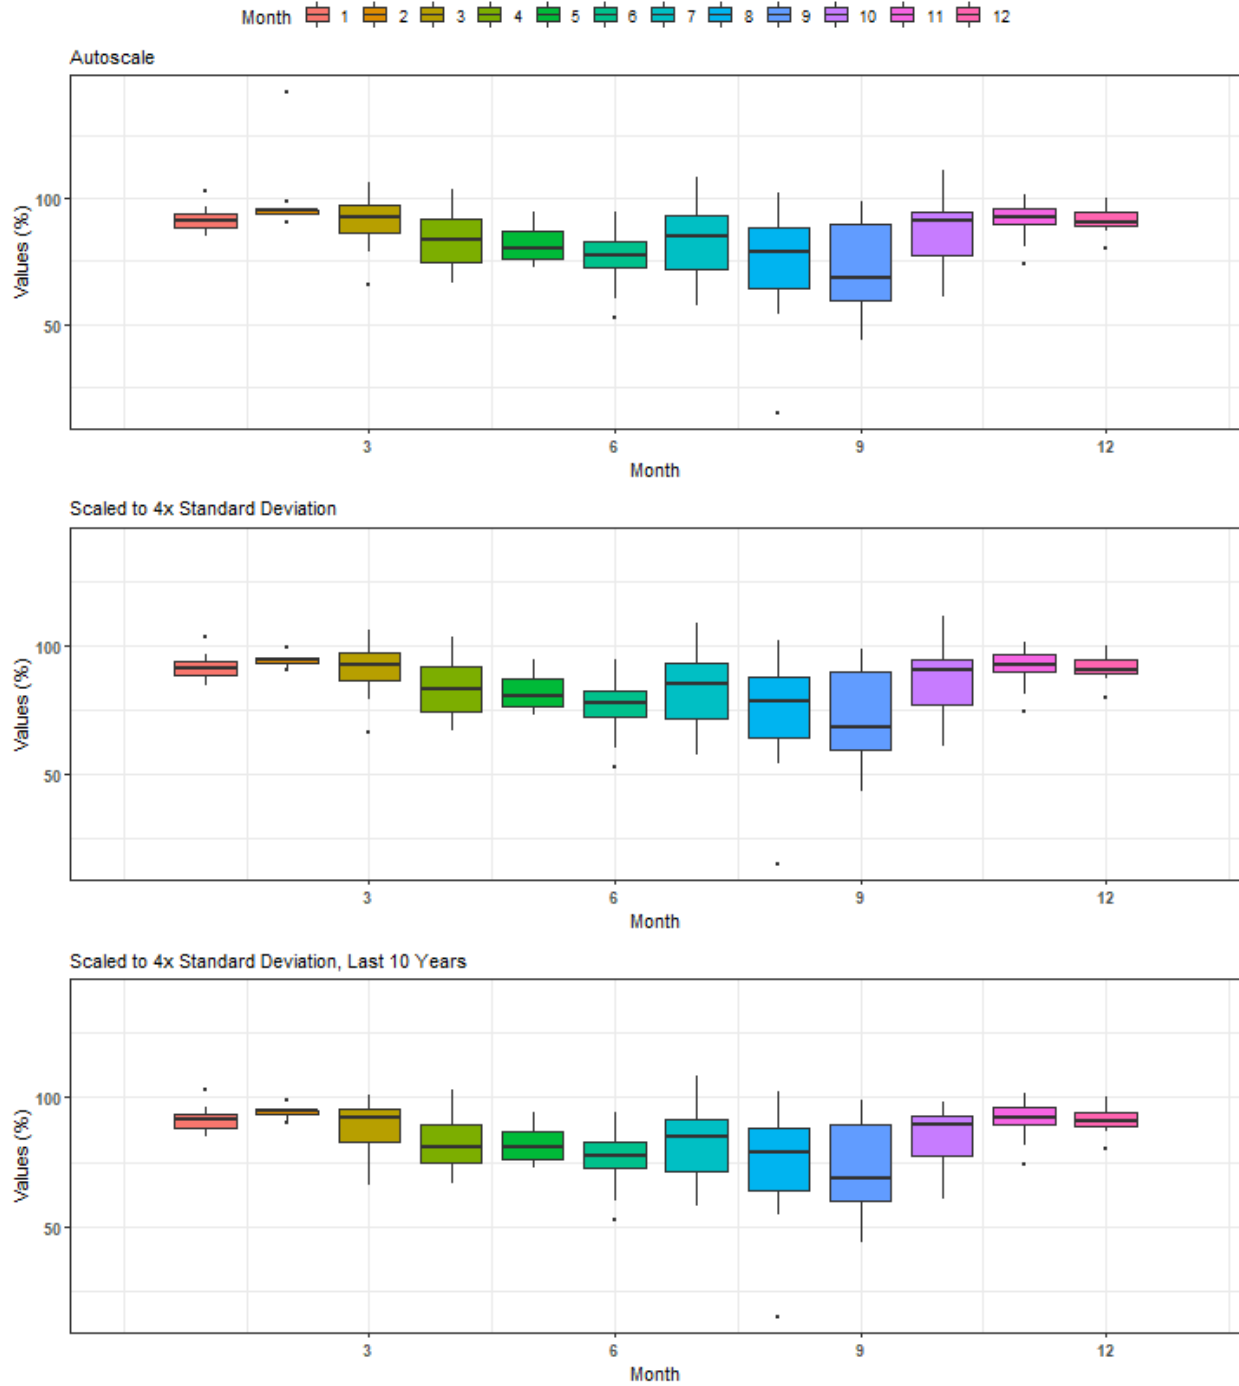 Month 1 2 3 4 5 6 7 8 9 10 11 12
Autoscale
100
50
Values (%)
3 6 9 12
Month
Scaled to 4x Standard Deviation
100
50
Values (%)
3 6 9 12
Month
Scaled to 4x Standard Deviation, Last 10 Years
100
50
Values (%)
3 6 9 12
Month